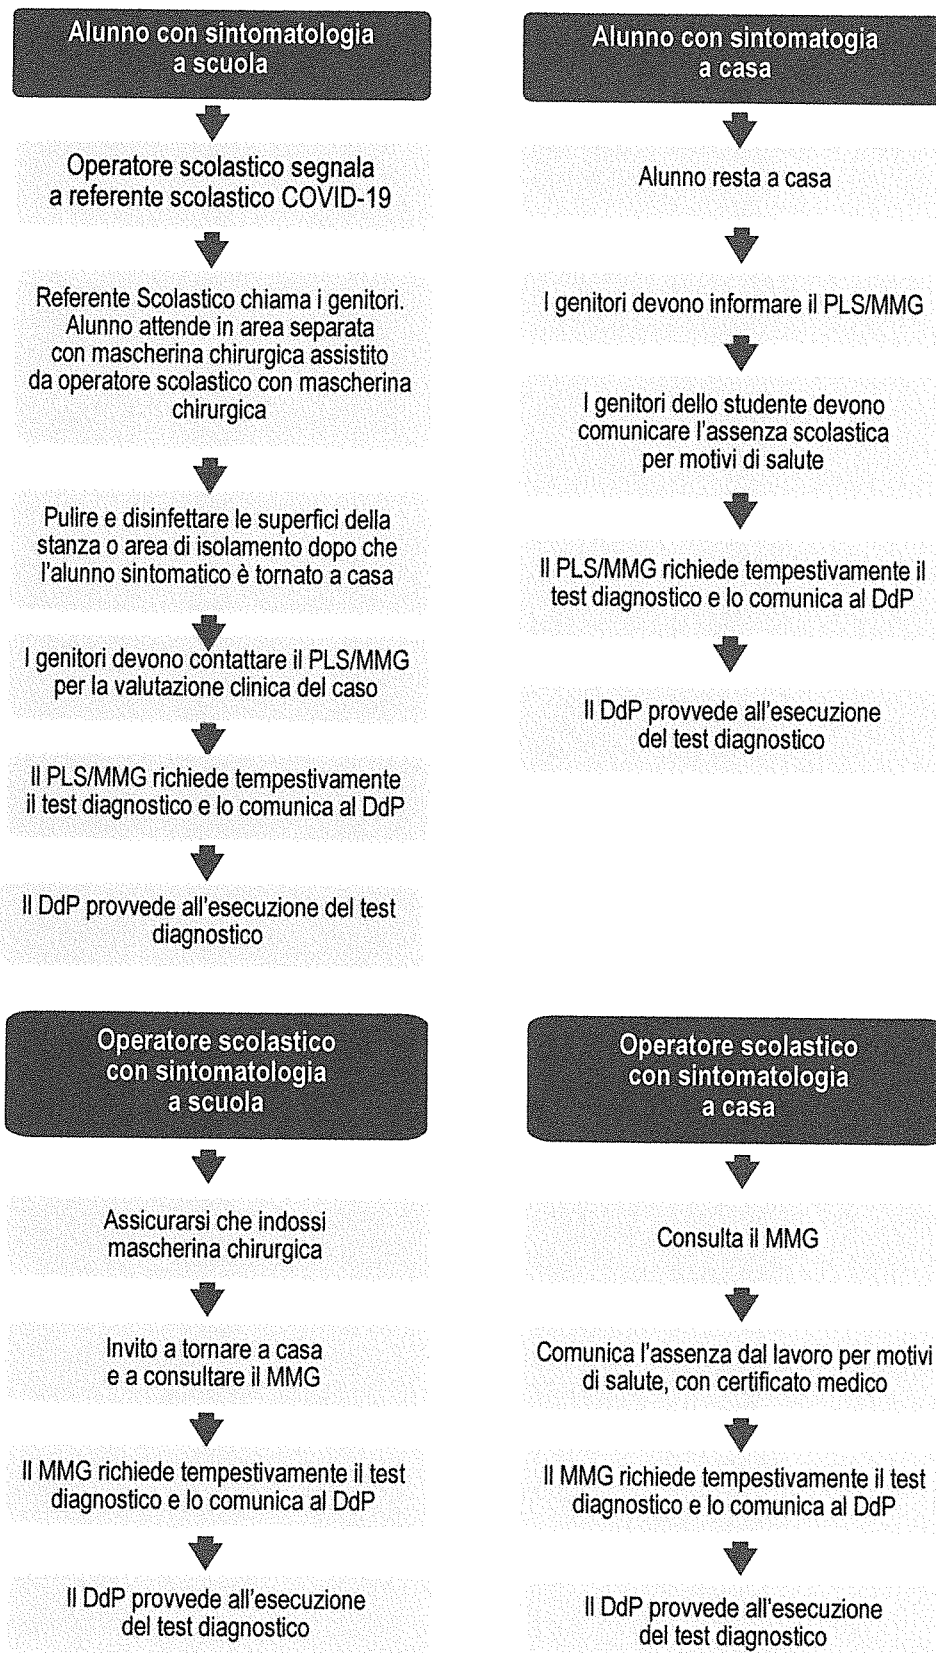 Alunno con sintomatologia
a scuola
Operatore scolastico segnala
a referente scolastico COVID-19
Referente Scolastico chiama i genitori.
Alunno attende in area separata
con mascherina chirurgica assistito
da operatore scolastico con mascherina
chirurgica
Pulire e disinfettare le superfici della
stanza o area di isolamento dopo che
l'alunno sintomatico è tornato a casa
I genitori devono contattare il PLS/MMG
per la valutazione clinica del caso
Il PLS/MMG richiede tempestivamente
il test diagnostico e lo comunica al DdP
Il DdP provvede all'esecuzione del test
diagnostico
Alunno con sintomatogia
a casa
Alunno resta a casa
I genitori devono informare il PLS/MMG
I genitori dello studente devono
comunicare l'assenza scolastica
per motivi di salute
Il PLS/MMG richiede tempestivamente il
test diagnostico e lo comunica al DdP
Il DdP provvede all'esecuzione
del test diagnostico
Operatore scolastico
con sintomatologia
a scuola
Assicurarsi che indossi
mascherina chirurgica
Invito a tornare a casa
e a consultare il MMG
Il MMG richiede tempestivamente il test
diagnostico e lo comunica al DdP
Il DdP provvede all'esecuzione
del test diagnostico
Operatore scolastico
con sintomatologia
a casa
Consulta il MMG
Comunica l'assenza dal lavoro per motivi
di salute, con certificato medico
Il MMG richiede tempestivamente il test
diagnostico e lo comunica al DdP
Il DdP provvede all'esecuzione
del test diagnostico